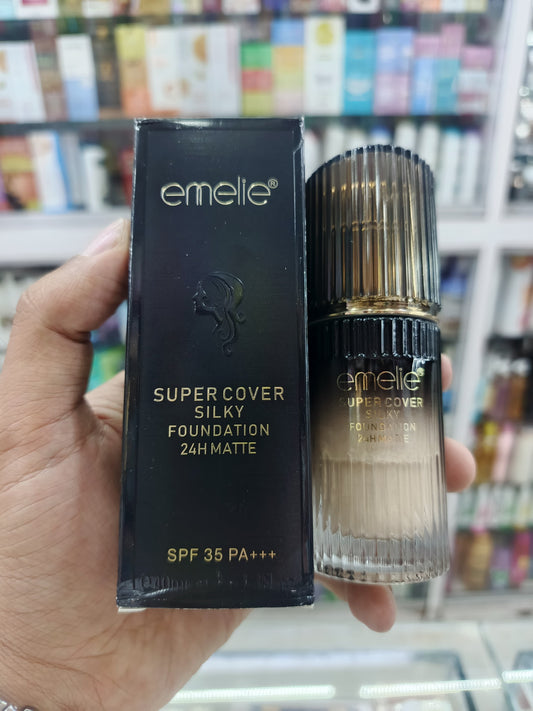 emelie®
SUPER COVER
SILKY
FOUNDATION
24H MATTE
SPF 35 PA+++
emelie®
SUPER COVER
SILKY
FOUNDATION
24H MATTE